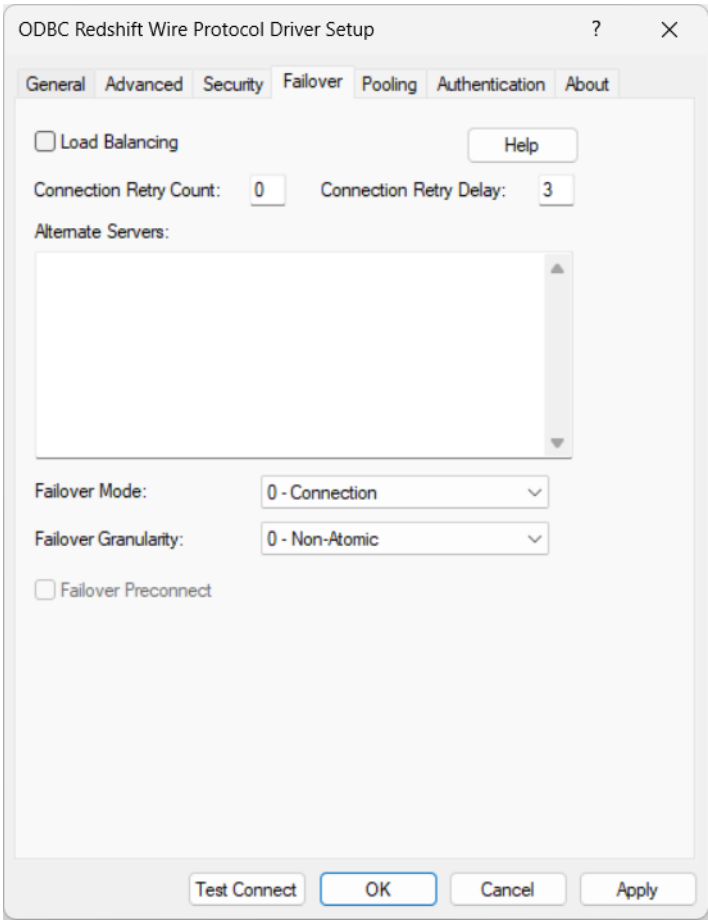 ODBC Redshift Wire Protocol Driver Setup ?
General Advanced Security Failover Pooling Authentication About
Load Balancing
Help
Connection Retry Count: 0 Connection Retry Delay: 3
Alternate Servers:
Failover Mode: 0 - Connection
Failover Granularity: 0 - Non-Atomic
Failover Preconnect
Test Connect OK Cancel Apply